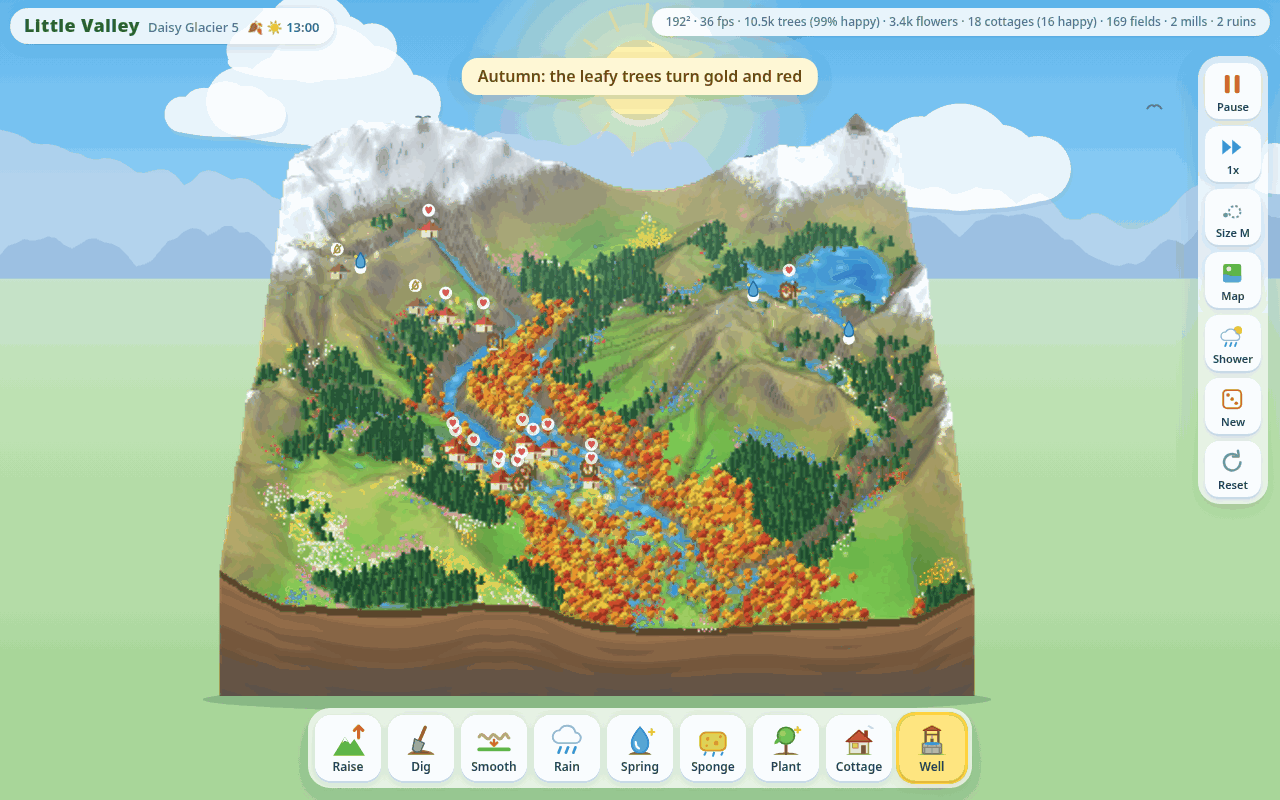 Little Valley Daisy Glacier 5 🍂 ☀️ 13:00
192² · 36 fps · 10.5k trees (99% happy) · 3.4k flowers · 18 cottages (16 happy) · 169 fields · 2 mills · 2 ruins
Autumn: the leafy trees turn gold and red
Pause
1x
Size M
Map
Shower
New
Reset
Raise
Dig
Smooth
Rain
Spring
Sponge
Plant
Cottage
Well